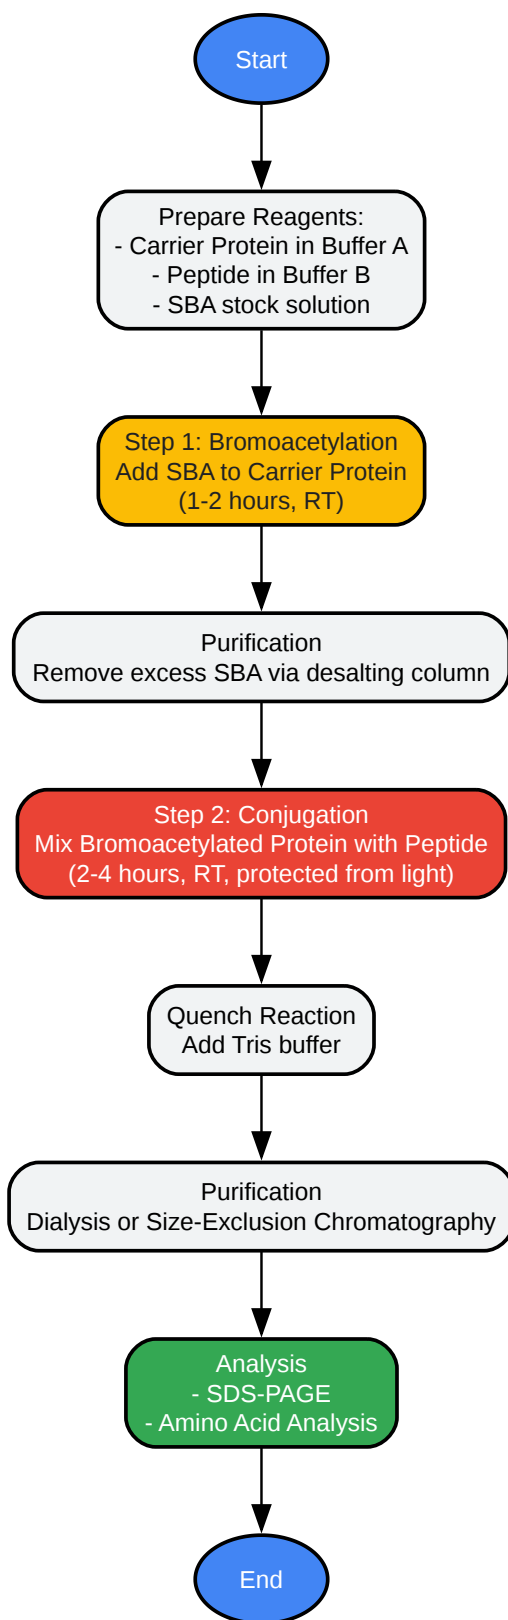 Start
Prepare Reagents:
- Carrier Protein in Buffer A
- Peptide in Buffer B
- SBA stock solution
Step 1: Bromoacetylation
Add SBA to Carrier Protein
(1-2 hours, RT)
Purification
Remove excess SBA via desalting column
Step 2: Conjugation
Mix Bromoacetylated Protein with Peptide
(2-4 hours, RT, protected from light)
Quench Reaction
Add Tris buffer
Purification
Dialysis or Size-Exclusion Chromatography
Analysis
- SDS-PAGE
- Amino Acid Analysis
End